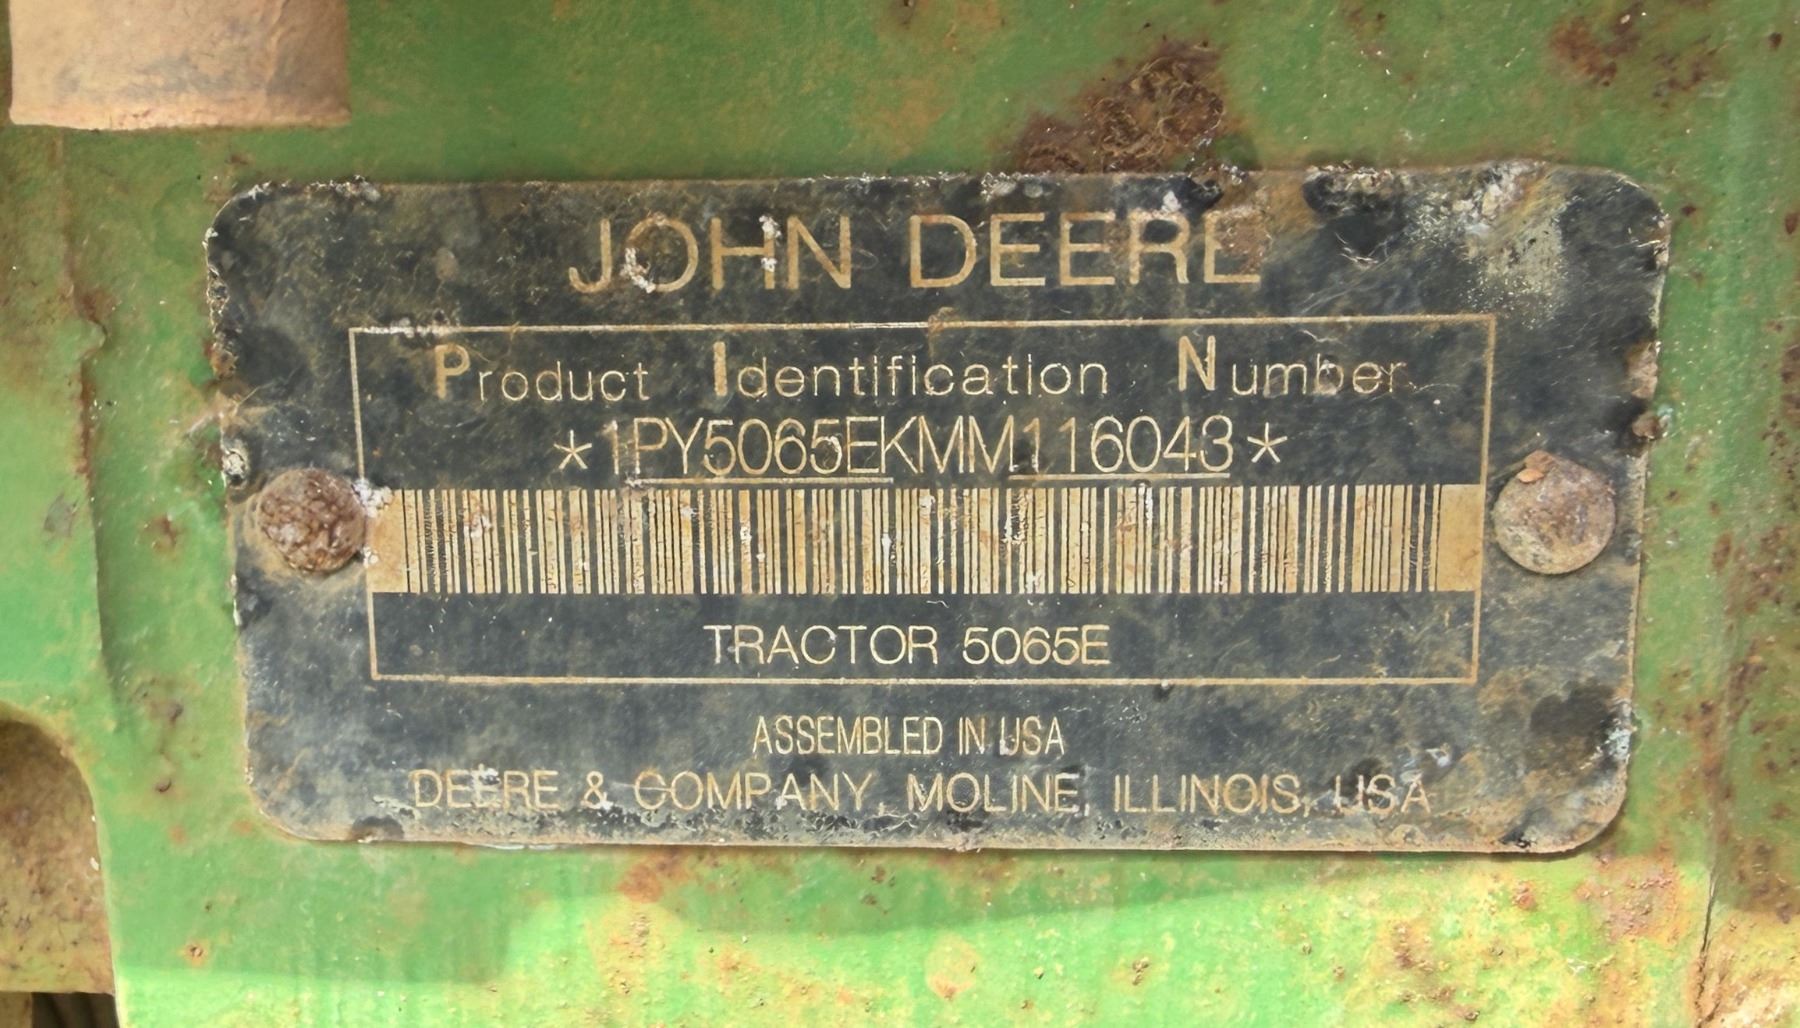 JOHN DEERE
Product Identification Number
*1PY5065EKMM116043*
TRACTOR 5065E
ASSEMBLED IN USA
DEERE & COMPANY, MOLINE, ILLINOIS, USA